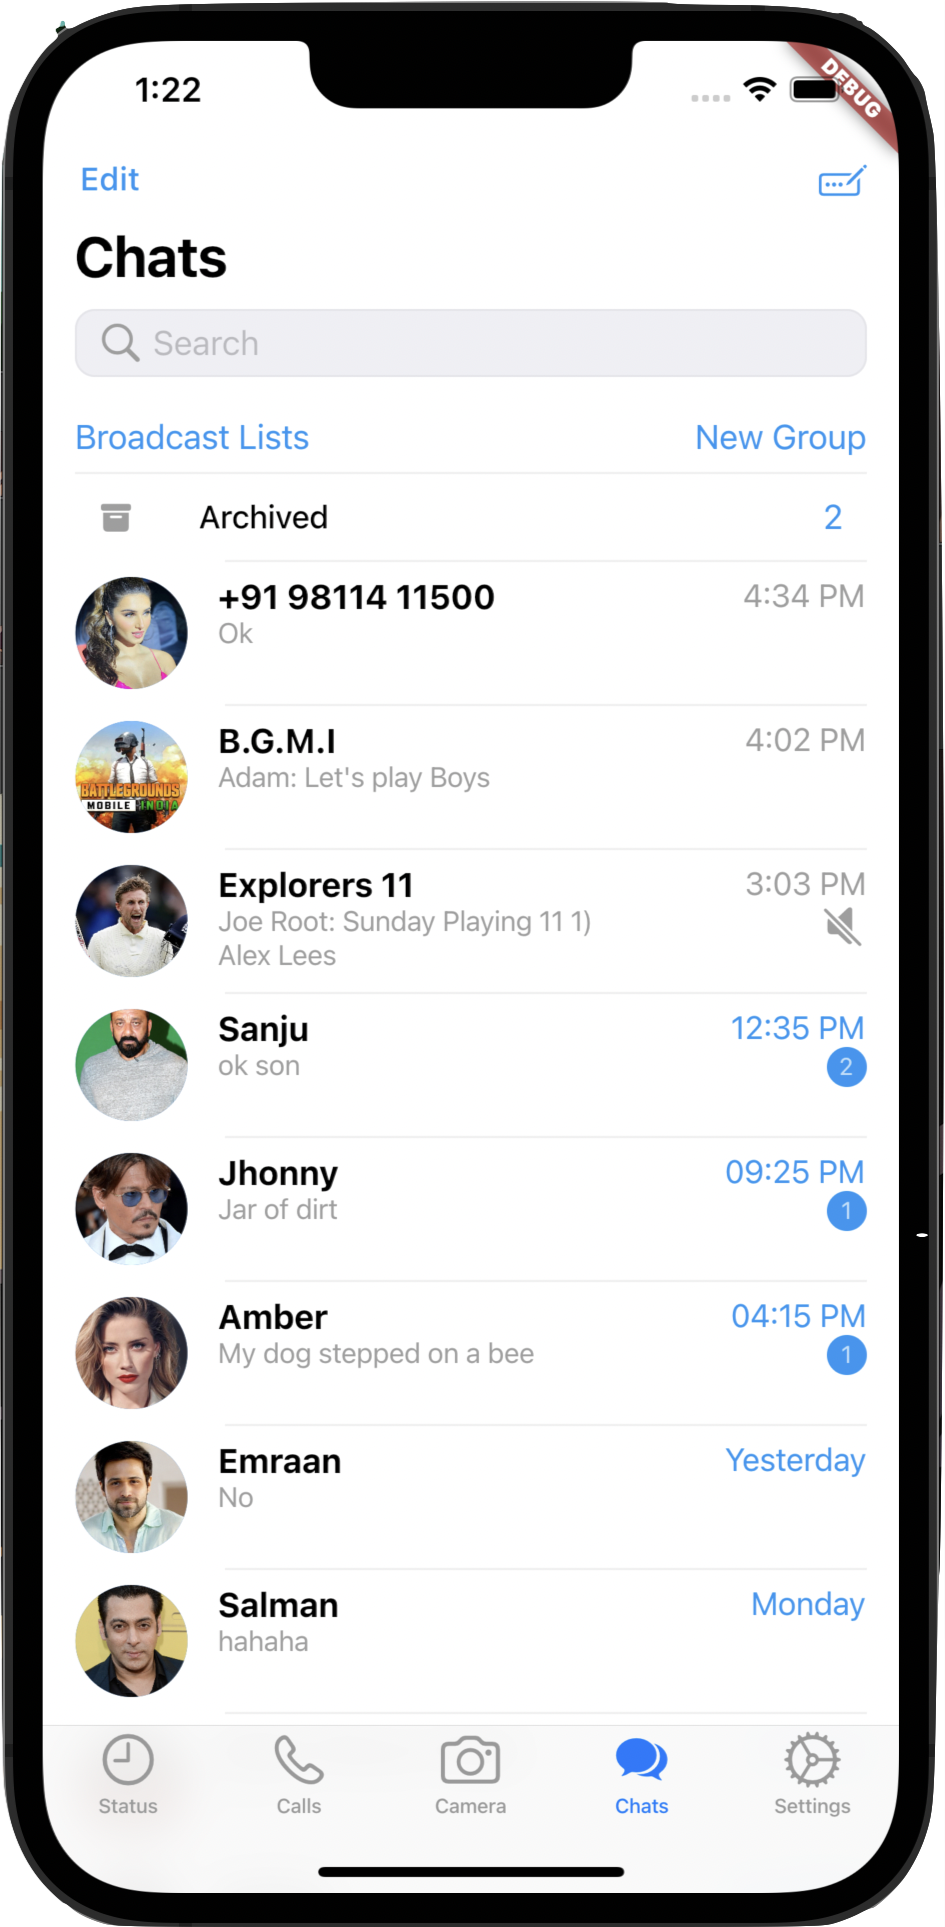 1:22
DEBUG
Edit
Chats
Search
Broadcast Lists New Group
Archived 2
+91 98114 11500 4:34 PM
Ok
B.G.M.I 4:02 PM
Adam: Let's play Boys
BATTLEGROUNDS
MOBILE INDIA
Explorers 11 3:03 PM
Joe Root: Sunday Playing 11 1)
Alex Lees
Sanju 12:35 PM
ok son 2
Jhonny 09:25 PM
Jar of dirt 1
Amber 04:15 PM
My dog stepped on a bee 1
Emraan Yesterday
No
Salman Monday
hahaha
Status Calls Camera Chats Settings